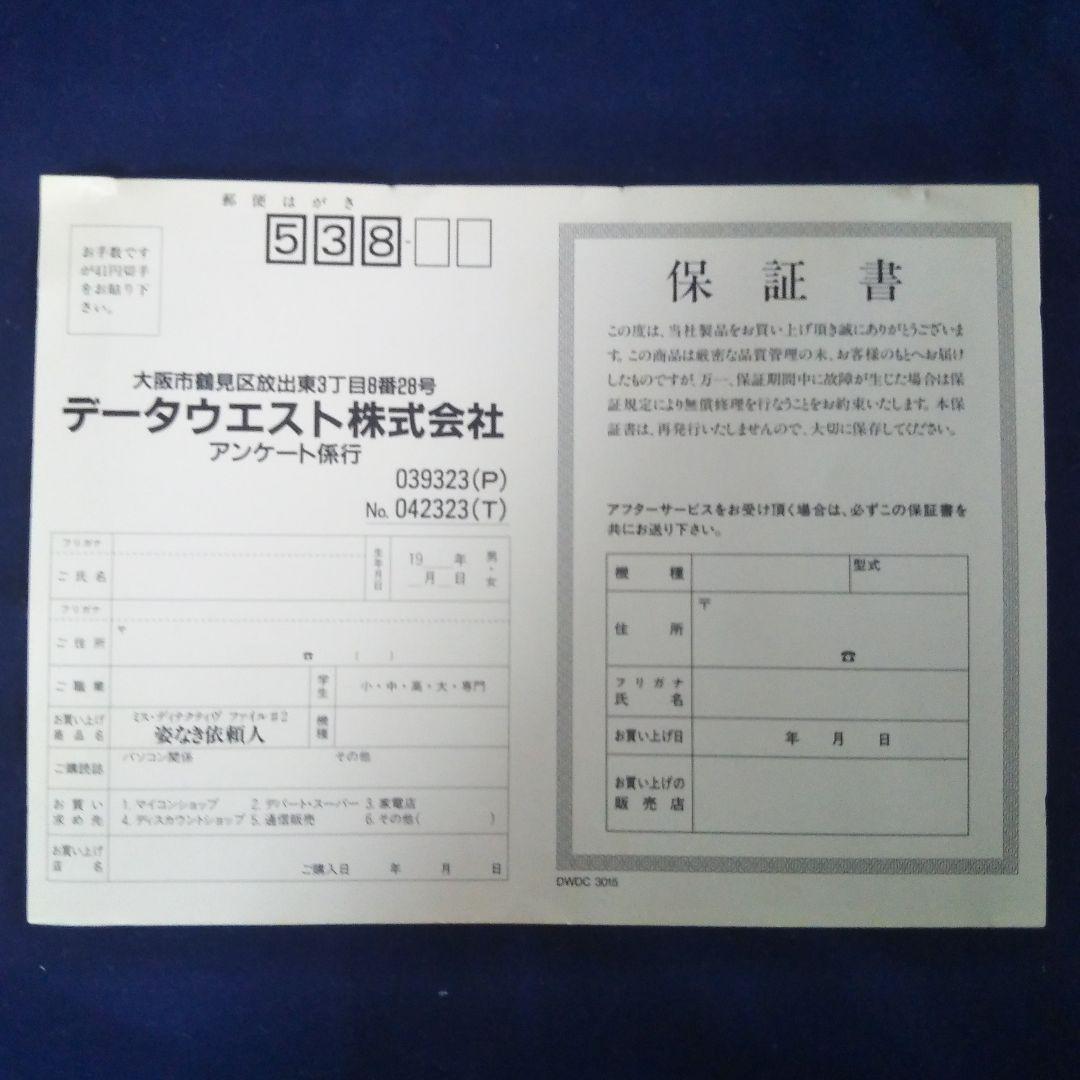 郵便はがき
お手数です
が41円切手
をお貼り下
さい。
538-
大阪市鶴見区放出東3丁目8番28号
データウエスト株式会社
アンケート係行
039323(P)
No. 042323(T)
フリガナ
ご氏名
生年月日
19__年
__月__日
男・女
フリガナ
ご住所
〒
☎ ( )
ご職業
学生
小・中・高・大・専門
お買い上げ
商品名
ミス・ディテクティヴ ファイル#2
姿なき依頼人
機種
ご購読誌
パソコン関係
その他
お買い
求め先
1. マイコンショップ 2. デパート・スーパー 3. 家電店
4. ディスカウントショップ 5. 通信販売 6. その他( )
お買い上げ
店名
ご購入日 年 月 日
保証書
この度は、当社製品をお買い上げ頂き誠にありがとうございま
す。この商品は厳密な品質管理の末、お客様のもとへお届け
したものですが、万一、保証期間中に故障が生じた場合は保
証規定により無償修理を行なうことをお約束いたします。本保
証書は、再発行いたしませんので、大切に保存してください。
アフターサービスをお受け頂く場合は、必ずこの保証書を
共にお送り下さい。
機種
型式
住所
〒
☎
フリガナ
氏名
お買い上げ日
年 月 日
お買い上げの
販売店
DWDC 3015